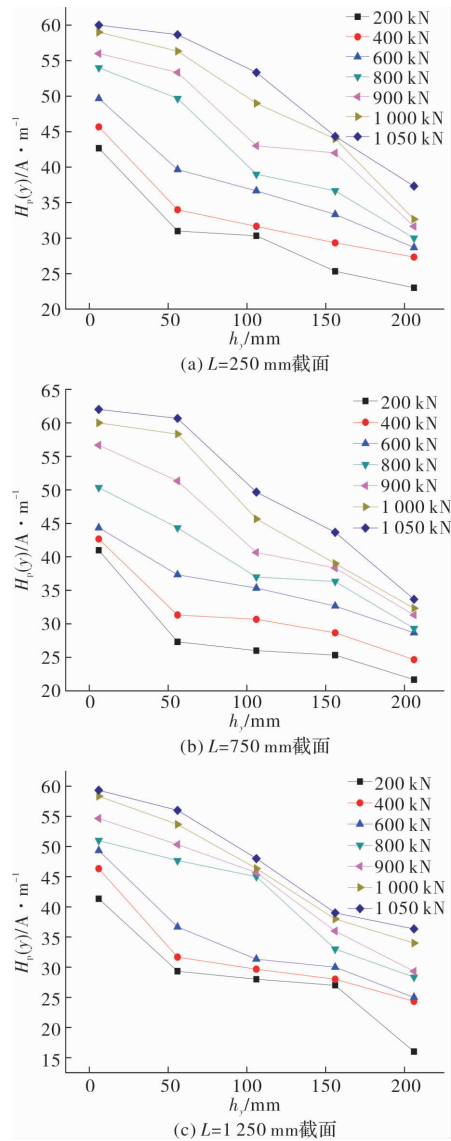 60
55
50
45
40
35
30
25
20
Hp(y)/A·m⁻¹
200 kN
400 kN
600 kN
800 kN
900 kN
1 000 kN
1 050 kN
0 50 100 150 200
hy/mm
(a) L=250 mm截面
65
60
55
50
45
40
35
30
25
20
Hp(y)/A·m⁻¹
200 kN
400 kN
600 kN
800 kN
900 kN
1 000 kN
1 050 kN
0 50 100 150 200
hy/mm
(b) L=750 mm截面
60
55
50
45
40
35
30
25
20
15
Hp(y)/A·m⁻¹
200 kN
400 kN
600 kN
800 kN
900 kN
1 000 kN
1 050 kN
0 50 100 150 200
hy/mm
(c) L=1 250 mm截面